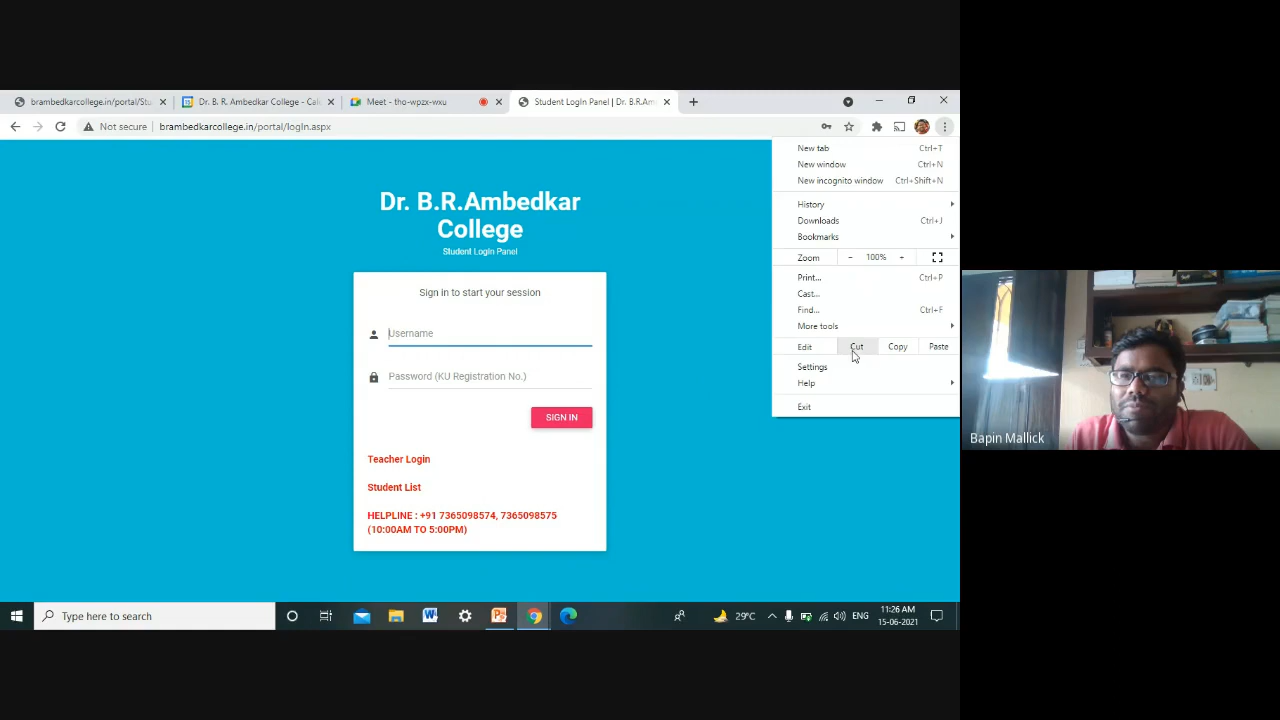 brambedkarcollege.in/portal/Stu
Dr. B. R. Ambedkar College - Cal
Meet - tho-wpzx-wxu
Student LogIn Panel | Dr. B.R.Am
Not secure
brambedkarcollege.in/portal/logIn.aspx
Dr. B.R.Ambedkar
College
Student LogIn Panel
Sign in to start your session
Username
Password (KU Registration No.)
SIGN IN
Teacher Login
Student List
HELPLINE : +91 7365098574, 7365098575
(10:00AM TO 5:00PM)
New tab Ctrl+T
New window Ctrl+N
New incognito window Ctrl+Shift+N
History
Downloads Ctrl+J
Bookmarks
Zoom - 100% +
Print... Ctrl+P
Cast...
Find... Ctrl+F
More tools
Edit Cut Copy Paste
Settings
Help
Exit
Bapin Mallick
Type here to search
29°C
ENG
11:26 AM
15-06-2021